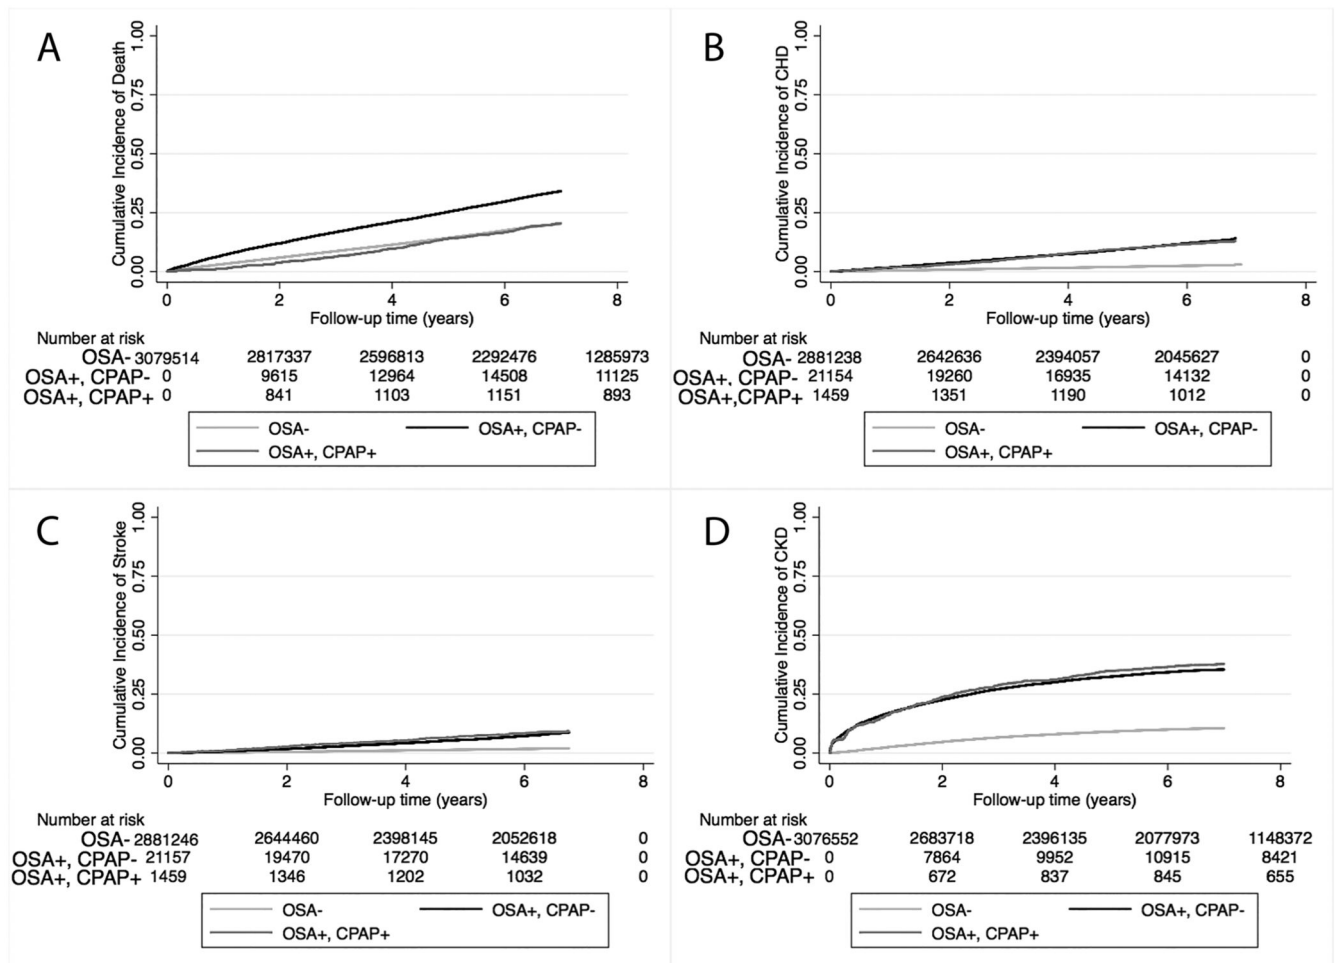 A
Cumulative Incidence of Death
1.00
0.75
0.50
0.25
0.00
0 2 4 6 8
Follow-up time (years)
Number at risk
OSA- 3079514 2817337 2596813 2292476 1285973
OSA+, CPAP- 0 9615 12964 14508 11125
OSA+, CPAP+ 0 841 1103 1151 893
OSA- OSA+, CPAP-
OSA+, CPAP+
B
Cumulative Incidence of CHD
1.00
0.75
0.50
0.25
0.00
0 2 4 6 8
Follow-up time (years)
Number at risk
OSA- 2881238 2642636 2394057 2045627 0
OSA+, CPAP- 21154 19260 16935 14132 0
OSA+,CPAP+ 1459 1351 1190 1012 0
OSA- OSA+, CPAP-
OSA+, CPAP+
C
Cumulative Incidence of Stroke
1.00
0.75
0.50
0.25
0.00
0 2 4 6 8
Follow-up time (years)
Number at risk
OSA- 2881246 2644460 2398145 2052618 0
OSA+, CPAP- 21157 19470 17270 14639 0
OSA+, CPAP+ 1459 1346 1202 1032 0
OSA- OSA+, CPAP-
OSA+, CPAP+
D
Cumulative Incidence of CKD
1.00
0.75
0.50
0.25
0.00
0 2 4 6 8
Follow-up time (years)
Number at risk
OSA- 3076552 2683718 2396135 2077973 1148372
OSA+, CPAP- 0 7864 9952 10915 8421
OSA+, CPAP+ 0 672 837 845 655
OSA- OSA+, CPAP-
OSA+, CPAP+